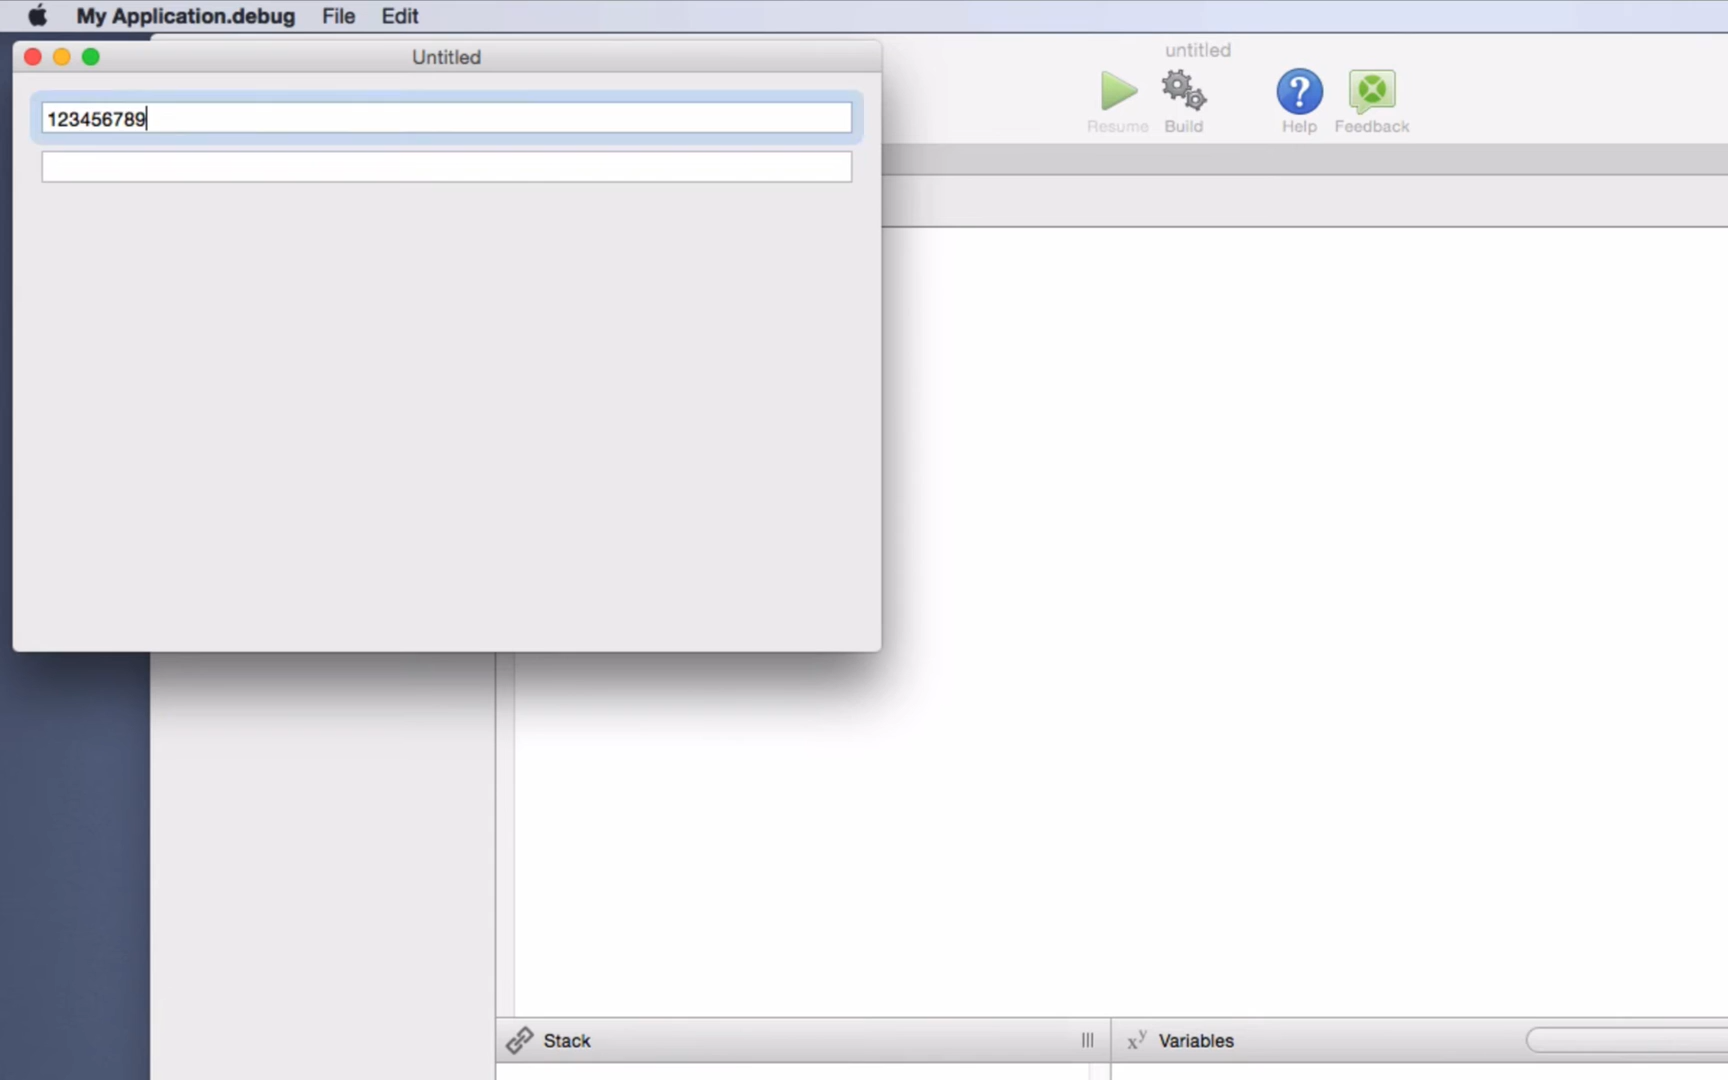 My Application.debug File Edit
Untitled
123456789
untitled
Resume Build Help Feedback
Stack
Variables